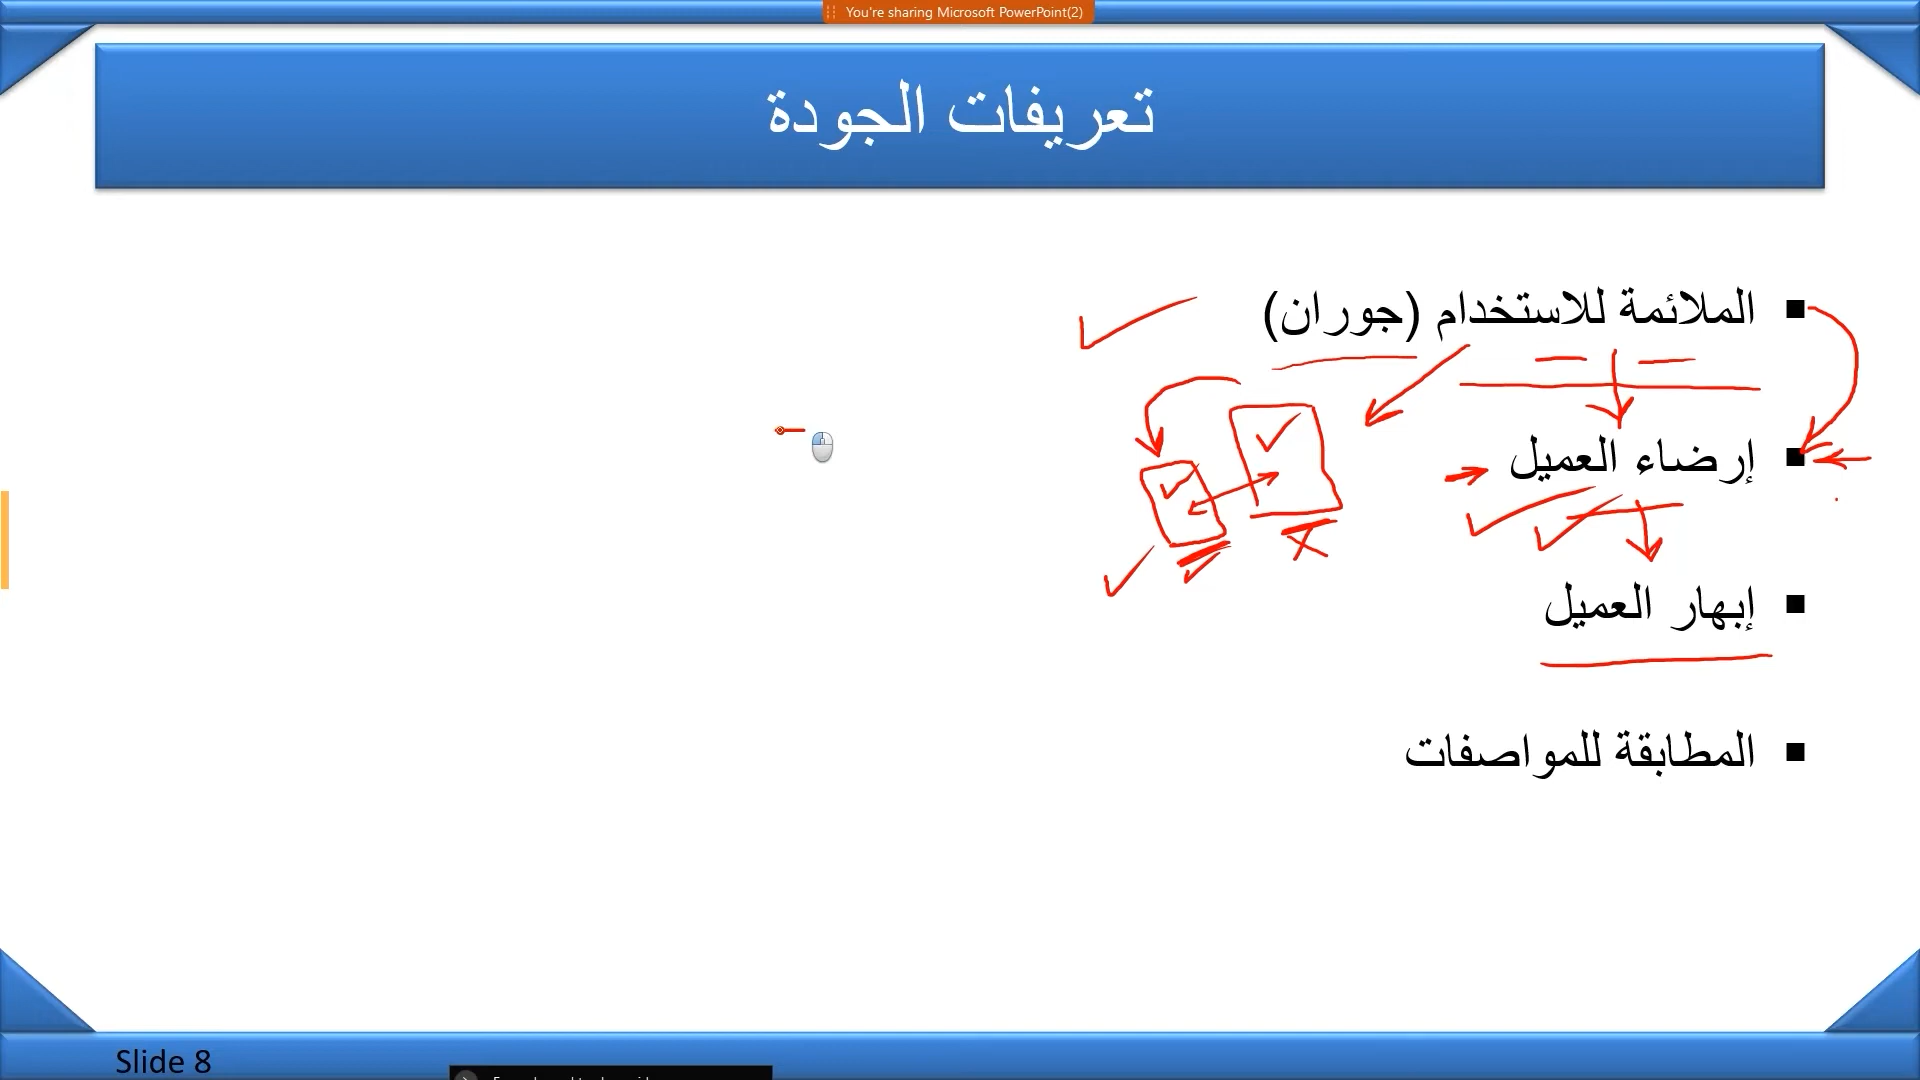 You're sharing Microsoft PowerPoint(2)
تعريفات الجودة
الملائمة للاستخدام (جوران)
إرضاء العميل
إبهار العميل
المطابقة للمواصفات
Slide 8